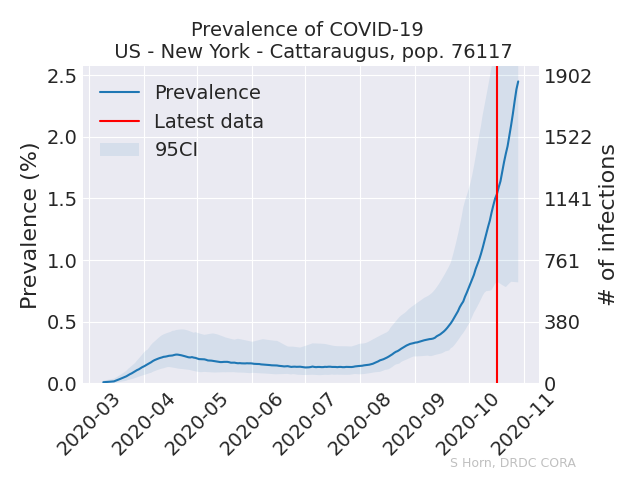 Prevalence of COVID-19
US - New York - Cattaraugus, pop. 76117
Prevalence
Latest data
95CI
Prevalence (%)
2.5
2.0
1.5
1.0
0.5
0.0
1902
1522
1141
761
380
0
# of infections
2020-03
2020-04
2020-05
2020-06
2020-07
2020-08
2020-09
2020-10
2020-11
S Horn, DRDC CORA